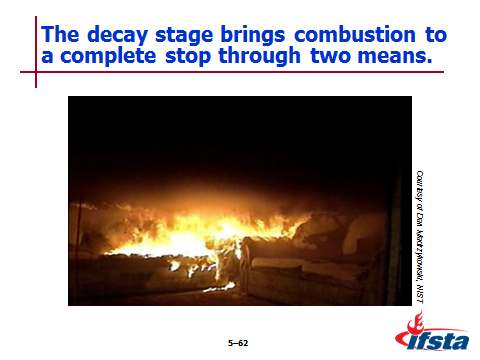 The decay stage brings combustion to
a complete stop through two means.
Courtesy of Dan Madrzykowski, NIST
5–62
ifsta